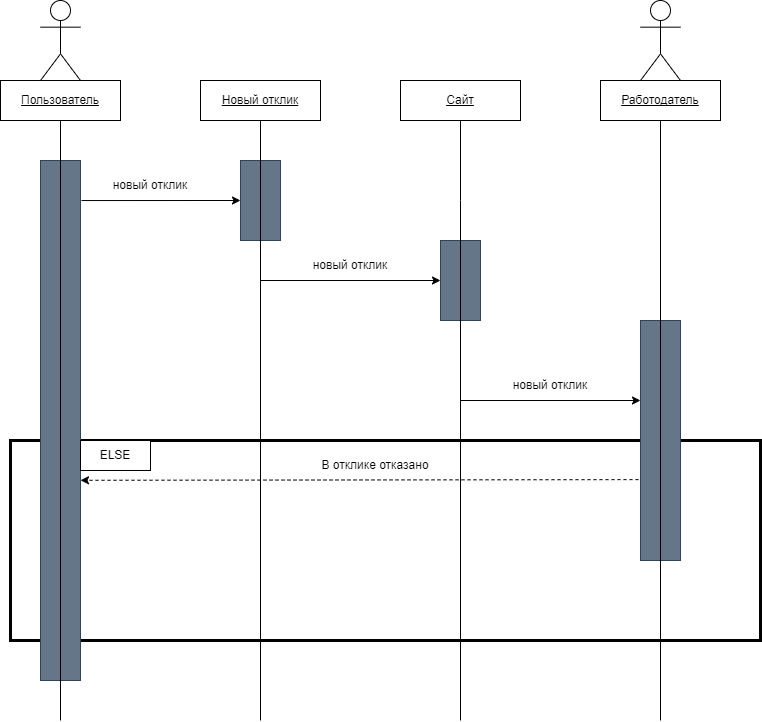 Пользователь
Новый отклик
Сайт
Работодатель
новый отклик
новый отклик
новый отклик
ELSE
В отклике отказано